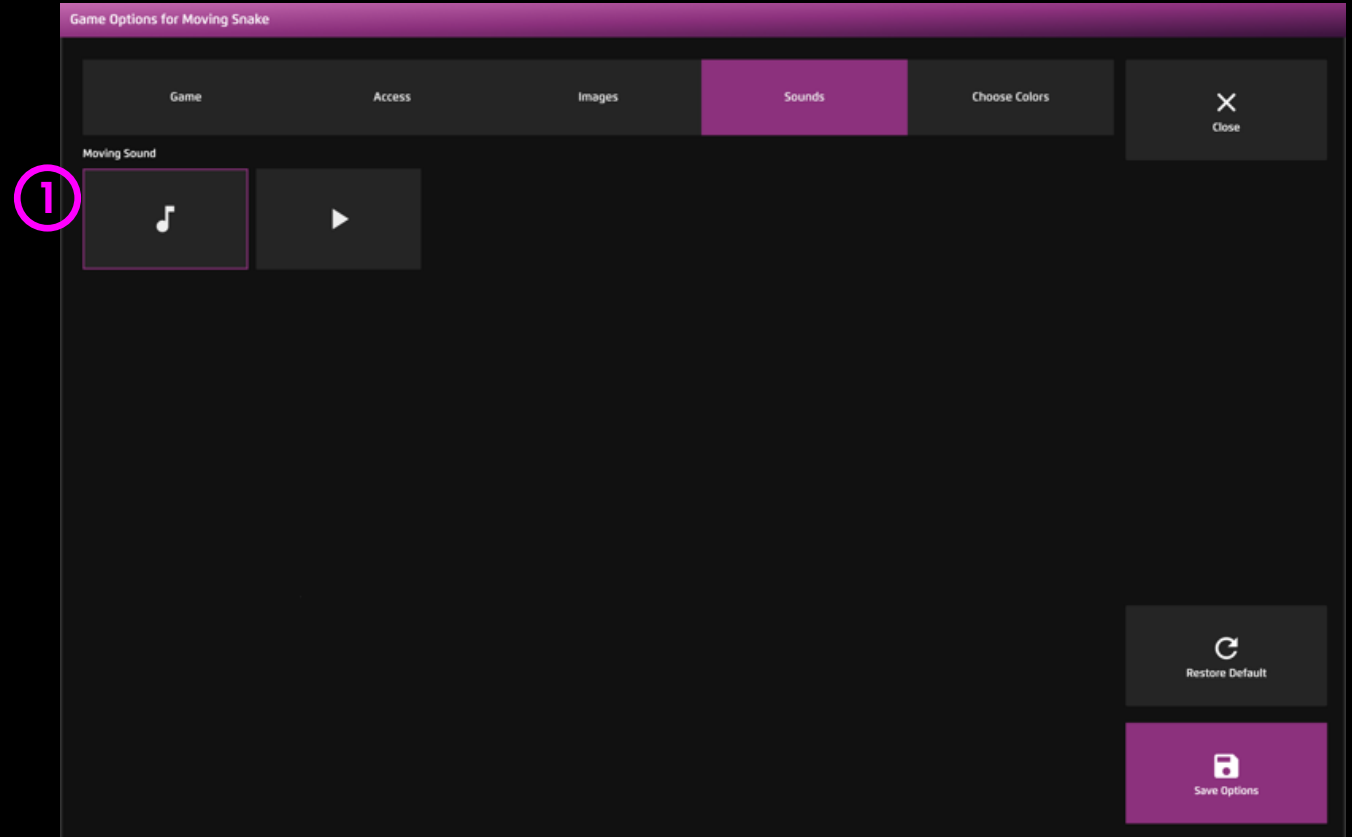 Game Options for Moving Snake
Game
Access
Images
Sounds
Choose Colors
Close
Moving Sound
1
Restore Default
Save Options